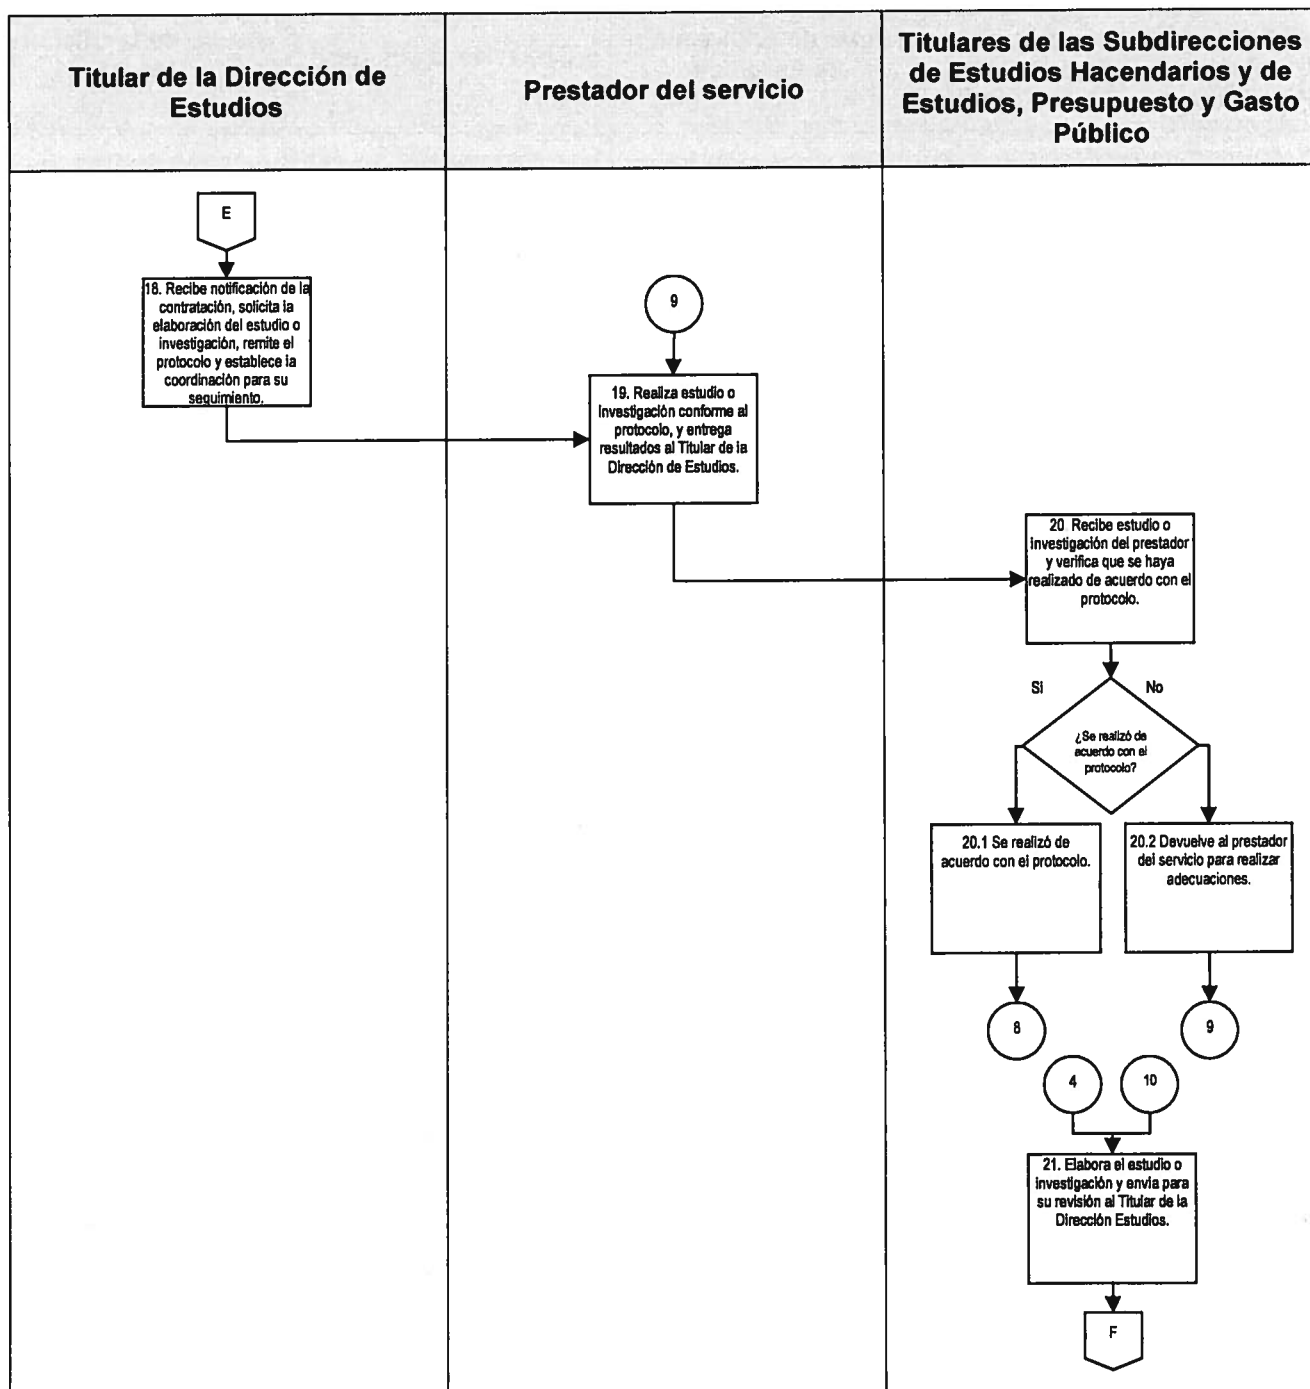 Titular de la Dirección de
Estudios
Prestador del servicio
Titulares de las Subdirecciones
de Estudios Hacendarios y de
Estudios, Presupuesto y Gasto
Público
E
18. Recibe notificación de la
contratación, solicita la
elaboración del estudio o
investigación, remite el
protocolo y establece la
coordinación para su
seguimiento.
9
19. Realiza estudio o
investigación conforme al
protocolo, y entrega
resultados al Titular de la
Dirección de Estudios.
20 Recibe estudio o
investigación del prestador
y verifica que se haya
realizado de acuerdo con el
protocolo.
Si
No
¿Se realizó de
acuerdo con el
protocolo?
20.1 Se realizó de
acuerdo con el protocolo.
20.2 Devuelve al prestador
del servicio para realizar
adecuaciones.
8
9
4
10
21. Elabora el estudio o
investigación y envia para
su revisión al Titular de la
Dirección Estudios.
F